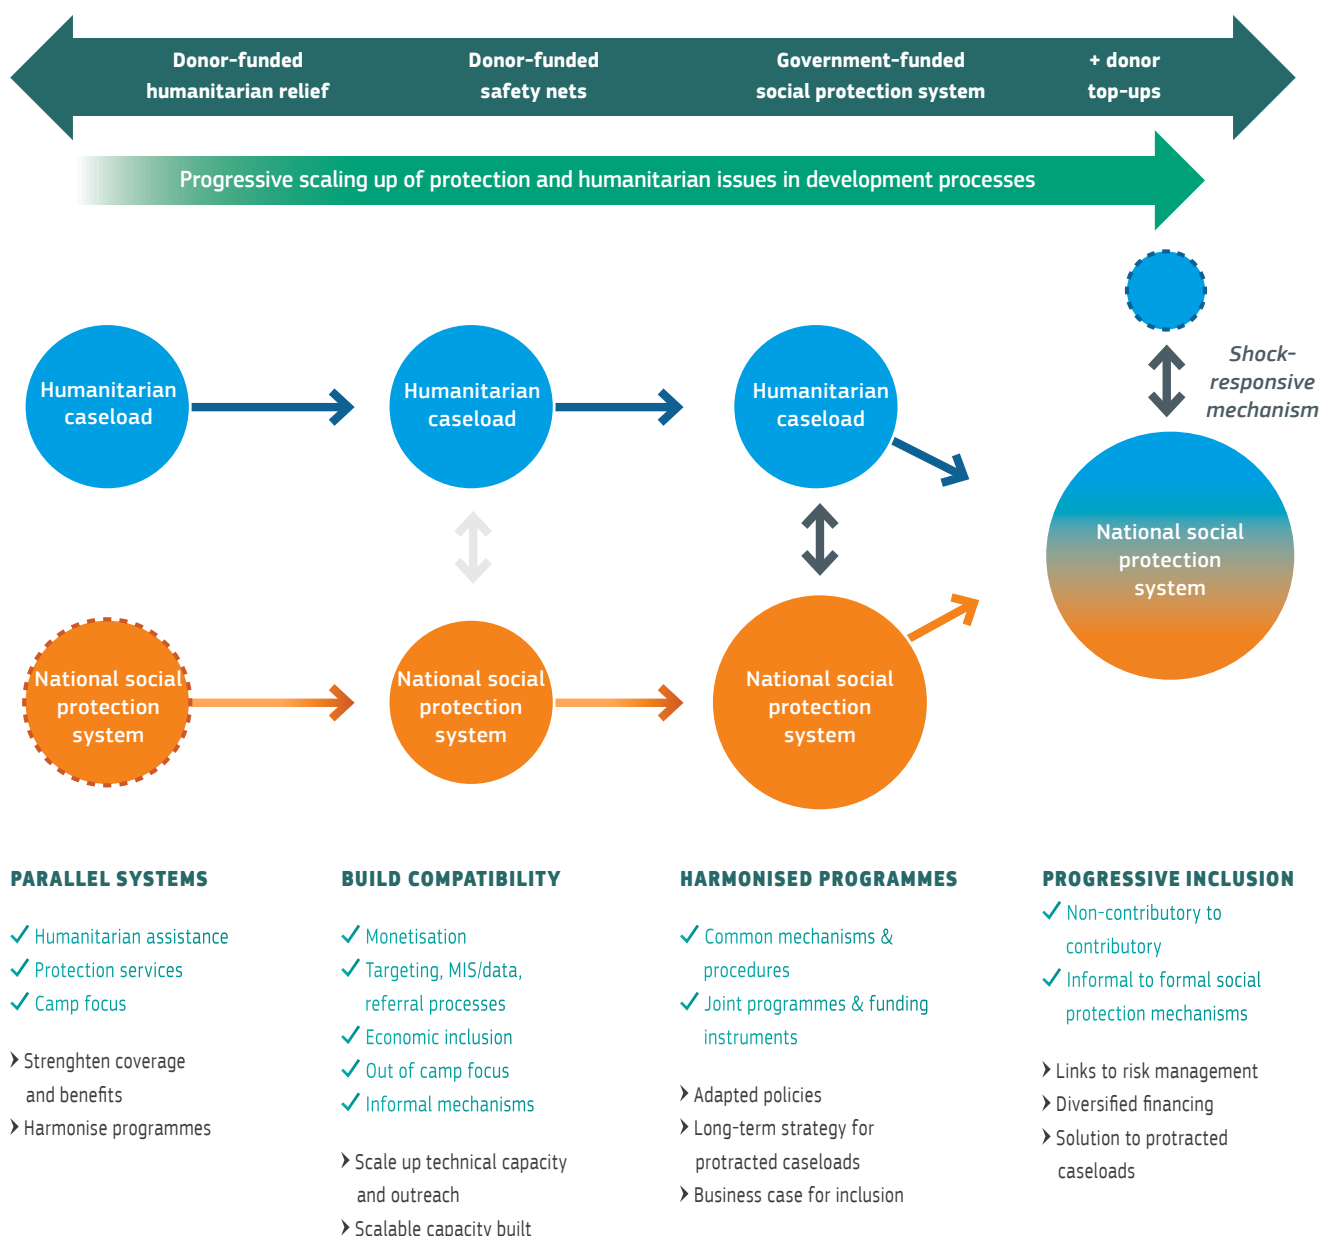 Donor-funded
humanitarian relief
Donor-funded
safety nets
Government-funded
social protection system
+ donor
top-ups
Progressive scaling up of protection and humanitarian issues in development processes
Humanitarian
caseload
Humanitarian
caseload
Humanitarian
caseload
Shock-
responsive
mechanism
National social
protection
system
National social
protection
system
National social
protection
system
National social
protection
system
PARALLEL SYSTEMS
✓ Humanitarian assistance
✓ Protection services
✓ Camp focus
Strenghten coverage
and benefits
Harmonise programmes
BUILD COMPATIBILITY
✓ Monetisation
✓ Targeting, MIS/data,
referral processes
✓ Economic inclusion
✓ Out of camp focus
✓ Informal mechanisms
Scale up technical capacity
and outreach
Scalable capacity built
HARMONISED PROGRAMMES
✓ Common mechanisms &
procedures
✓ Joint programmes & funding
instruments
Adapted policies
Long-term strategy for
protracted caseloads
Business case for inclusion
PROGRESSIVE INCLUSION
✓ Non-contributory to
contributory
✓ Informal to formal social
protection mechanisms
Links to risk management
Diversified financing
Solution to protracted
caseloads